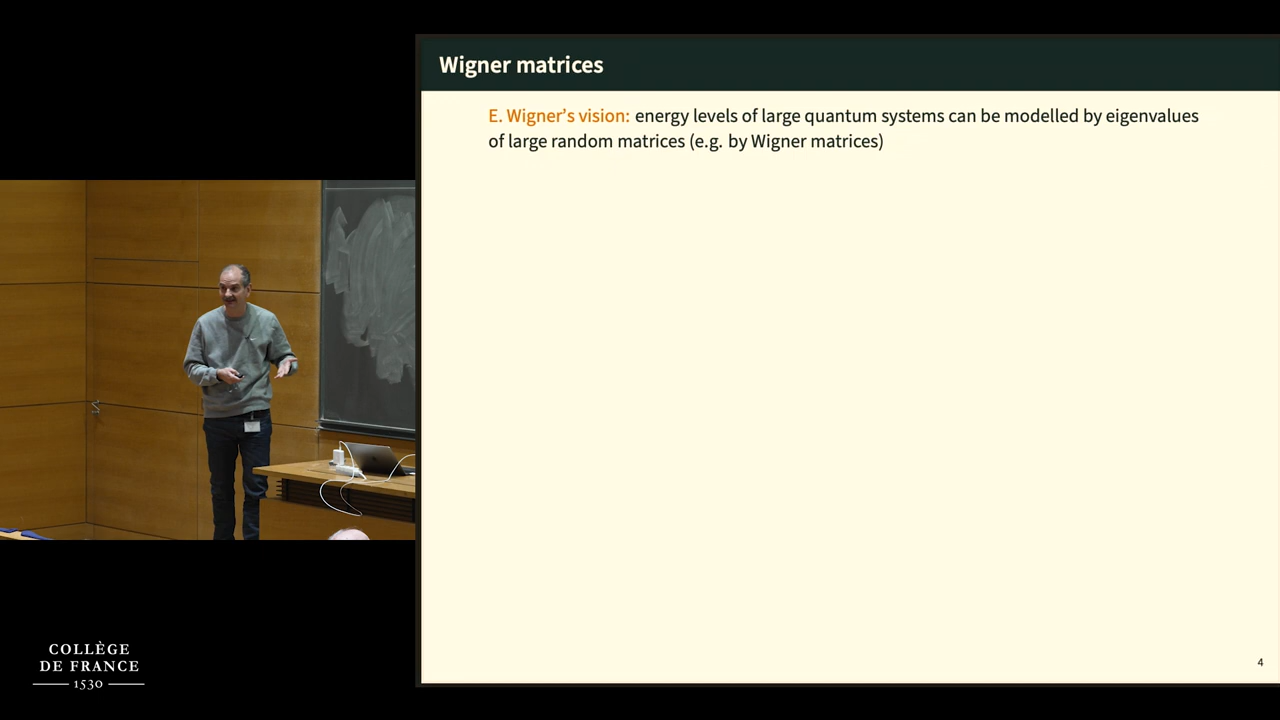 Wigner matrices
E. Wigner’s vision: energy levels of large quantum systems can be modelled by eigenvalues
of large random matrices (e.g. by Wigner matrices)
COLLÈGE
DE FRANCE
1530
4